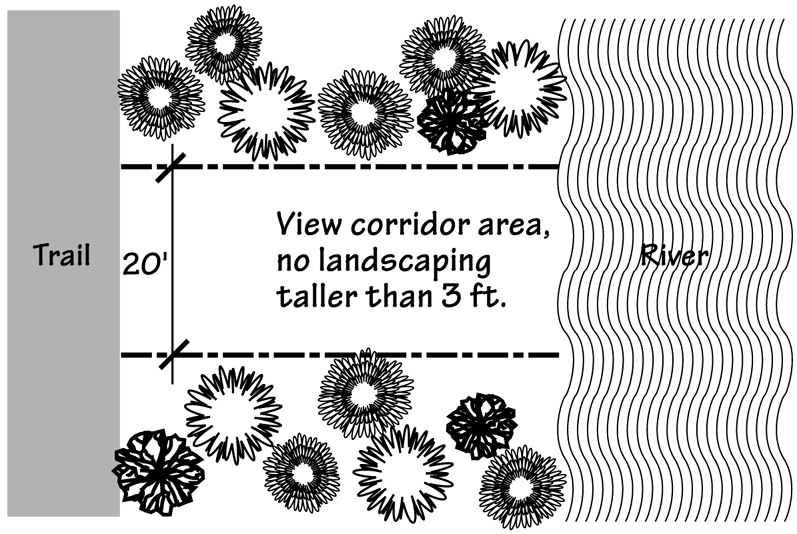 Trail
20'
View corridor area,
no landscaping
taller than 3 ft.
River